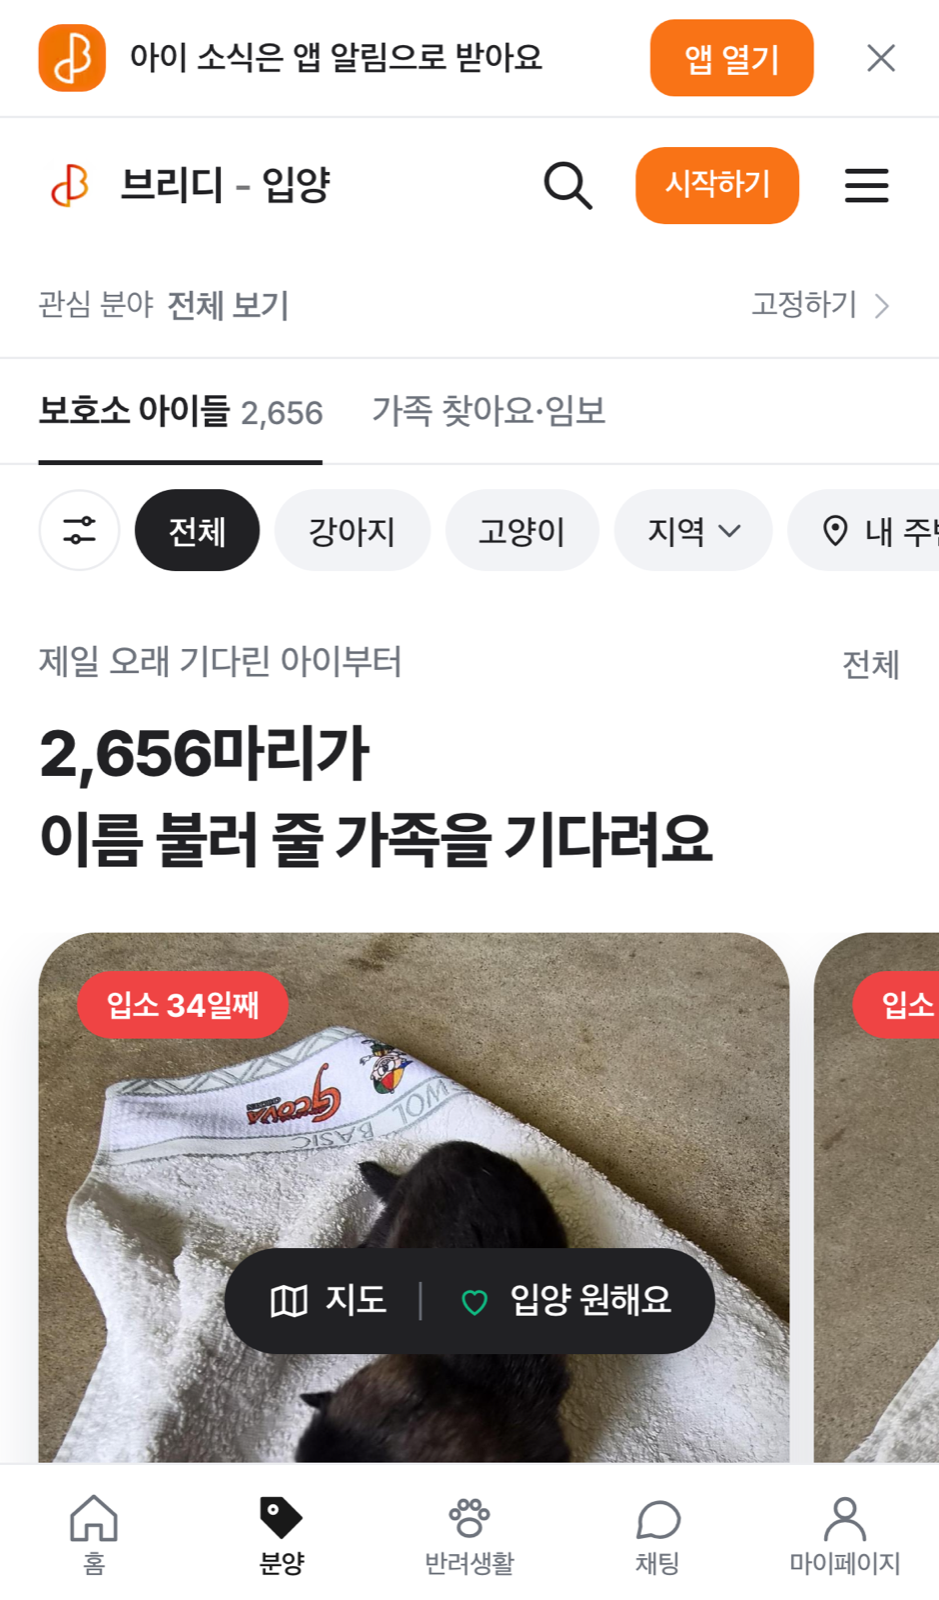 아이 소식은 앱 알림으로 받아요
앱 열기
브리디 - 입양
시작하기
관심 분야 전체 보기
고정하기
보호소 아이들 2,656
가족 찾아요·임보
전체
강아지
고양이
지역
내 주변
제일 오래 기다린 아이부터
전체
2,656마리가
이름 불러 줄 가족을 기다려요
입소 34일째
입소
BASIC
지도
입양 원해요
홈
분양
반려생활
채팅
마이페이지